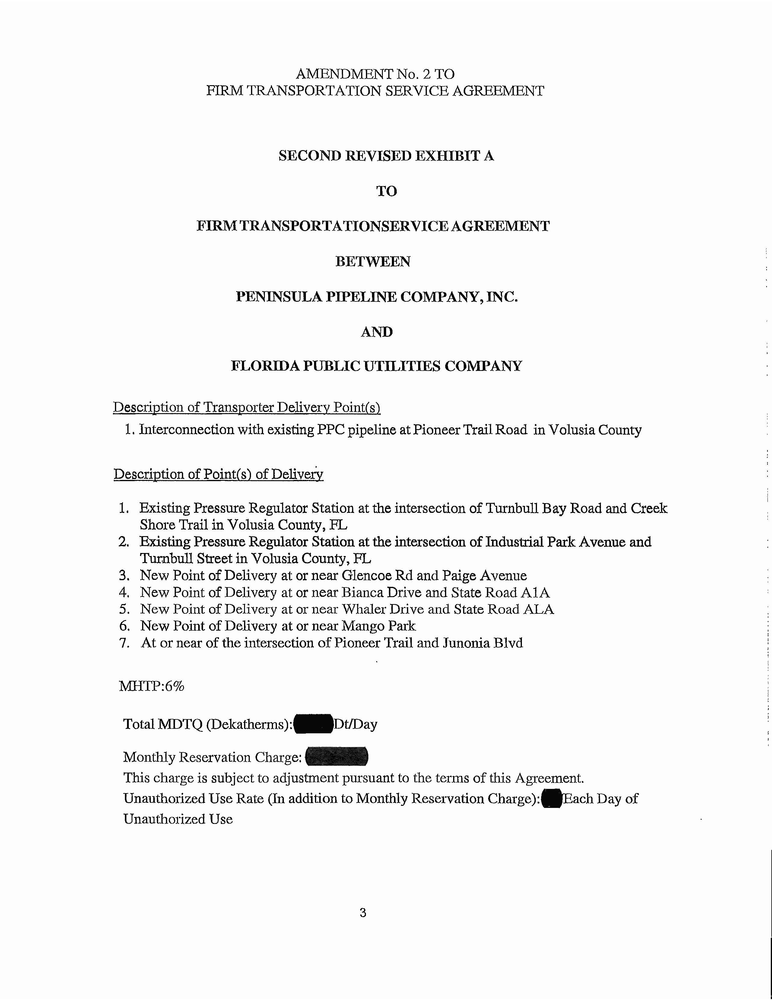 AMENDMENT No. 2 TO
FIRM TRANSPORTATION SERVICE AGREEMENT
SECOND REVISED EXHIBIT A
TO
FIRM TRANSPORTATIONSERVICE AGREEMENT
BETWEEN
PENINSULA PIPELINE COMPANY, INC.
AND
FLORIDA PUBLIC UTILITIES COMPANY
Description of Transporter Delivery Point(s)
1. Interconnection with existing PPC pipeline at Pioneer Trail Road in Volusia County
Description of Point(s) of Delivery
1. Existing Pressure Regulator Station at the intersection of Turnbull Bay Road and Creek
Shore Trail in Volusia County, FL
2. Existing Pressure Regulator Station at the intersection of Industrial Park Avenue and
Turnbull Street in Volusia County, FL
3. New Point of Delivery at or near Glencoe Rd and Paige Avenue
4. New Point of Delivery at or near Bianca Drive and State Road A1A
5. New Point of Delivery at or near Whaler Drive and State Road ALA
6. New Point of Delivery at or near Mango Park
7. At or near of the intersection of Pioneer Trail and Junonia Blvd
MHTP:6%
Total MDTQ (Dekatherms): Dt/Day
Monthly Reservation Charge:
This charge is subject to adjustment pursuant to the terms of this Agreement.
Unauthorized Use Rate (In addition to Monthly Reservation Charge): Each Day of
Unauthorized Use
3